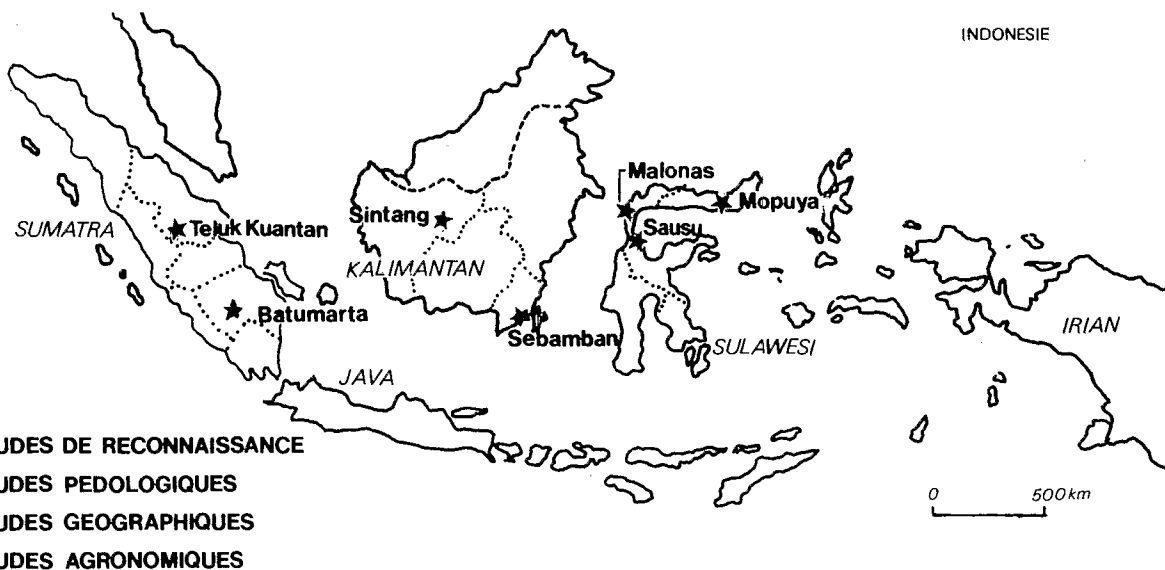 INDONESIE
Malonas
Mopuya
Sintang
Teluk Kuantan
SUMATRA
Sausu
KALIMANTAN
Batumarta
Sebamban
SULAWESI
IRIAN
JAVA
UDES DE RECONNAISSANCE
UDES PEDOLOGIQUES
0 500 km
UDES GEOGRAPHIQUES
UDES AGRONOMIQUES